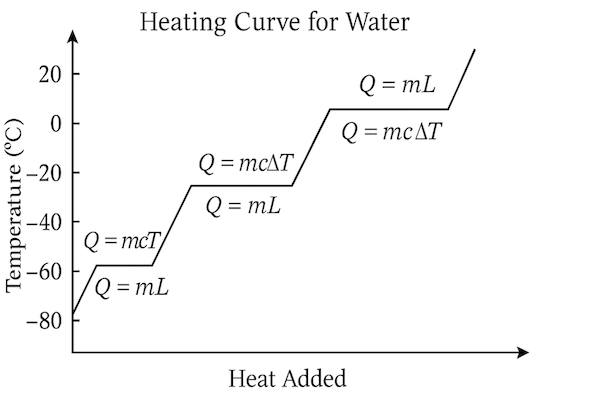 Heating Curve for Water
20
0
−20
−40
−60
−80
Temperature (ºC)
Q = mL
Q = mcΔT
Q = mcΔT
Q = mL
Q = mcT
Q = mL
Heat Added